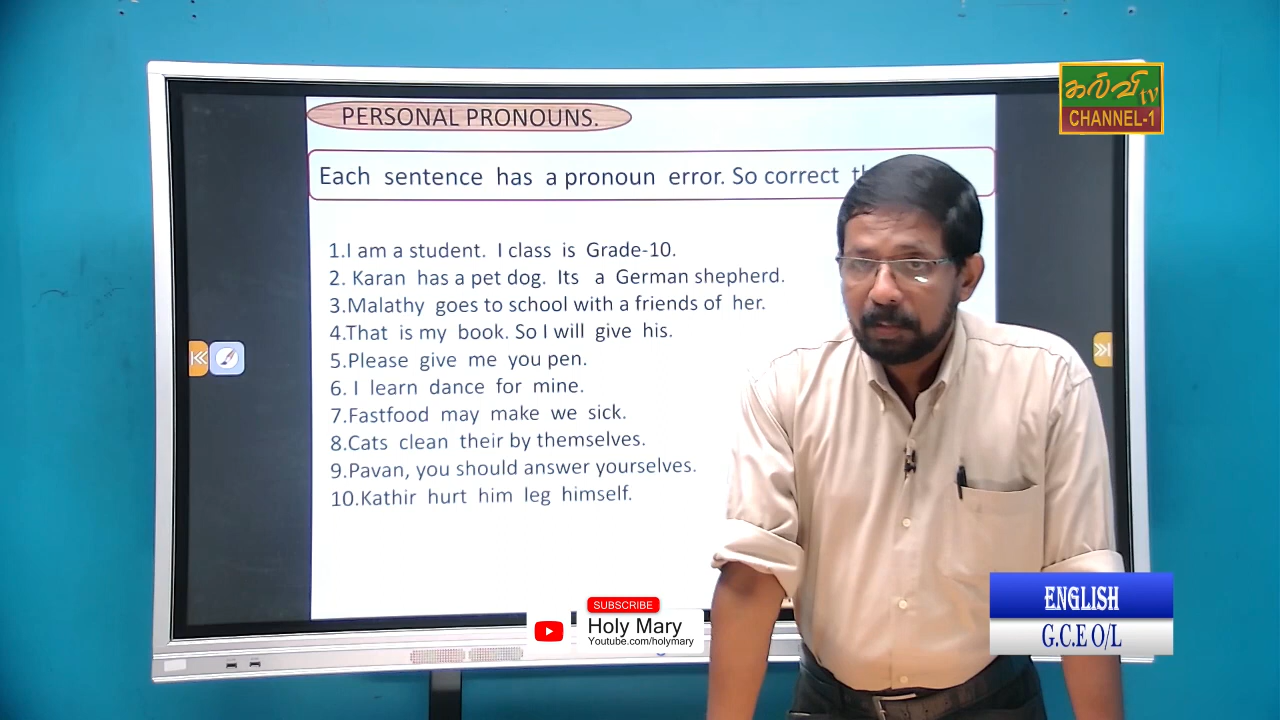 கல்வி tv
CHANNEL-1
PERSONAL PRONOUNS.
Each sentence has a pronoun error. So correct
1.I am a student. I class is Grade-10.
2. Karan has a pet dog. Its a German shepherd.
3.Malathy goes to school with a friends of her.
4.That is my book. So I will give his.
5.Please give me you pen.
6. I learn dance for mine.
7.Fastfood may make we sick.
8.Cats clean their by themselves.
9.Pavan, you should answer yourselves.
10.Kathir hurt him leg himself.
SUBSCRIBE
Holy Mary
Youtube.com/holymary
ENGLISH
G.C.E O/L